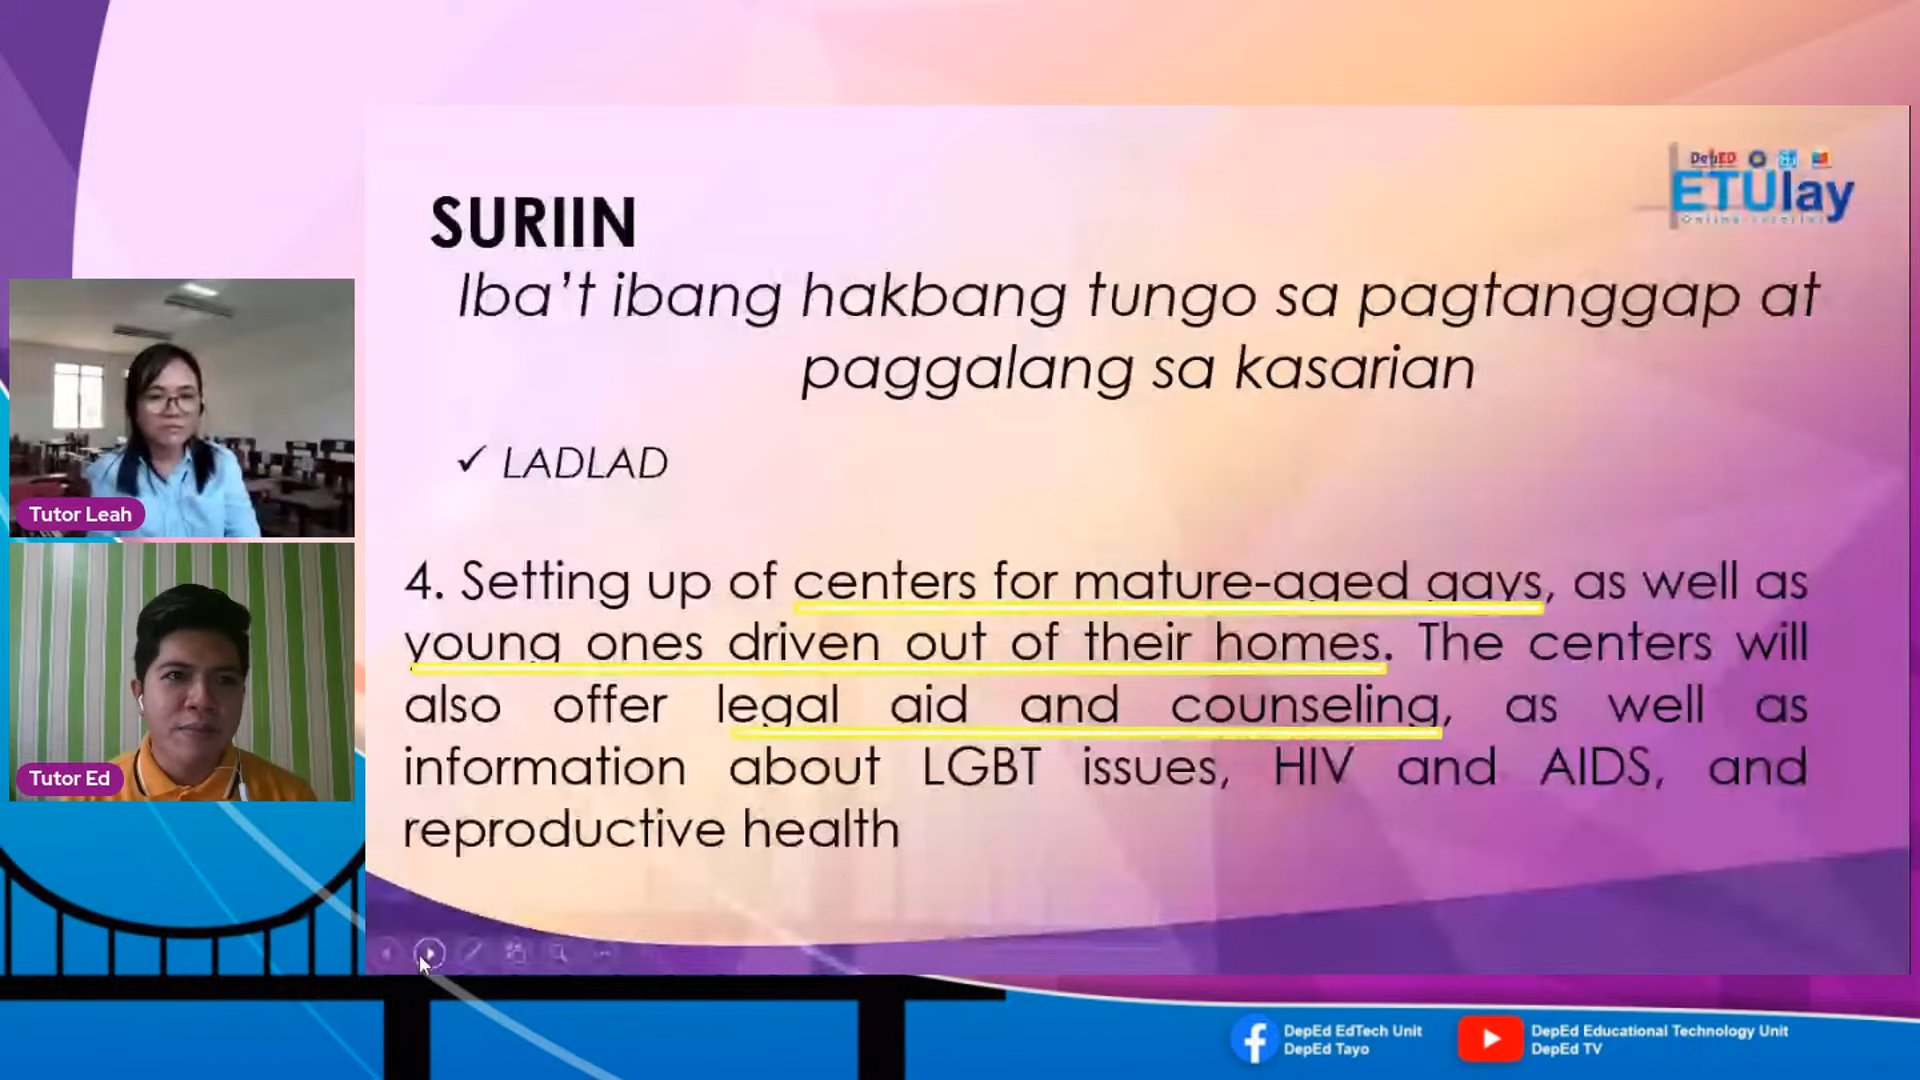 DepED
ETUlay
SURIIN
Iba't ibang hakbang tungo sa pagtanggap at
paggalang sa kasarian
✓ LADLAD
4. Setting up of centers for mature-aged gays, as well as
young ones driven out of their homes. The centers will
also offer legal aid and counseling, as well as
information about LGBT issues, HIV and AIDS, and
reproductive health
Tutor Leah
Tutor Ed
DepEd EdTech Unit
DepEd Tayo
DepEd Educational Technology Unit
DepEd TV